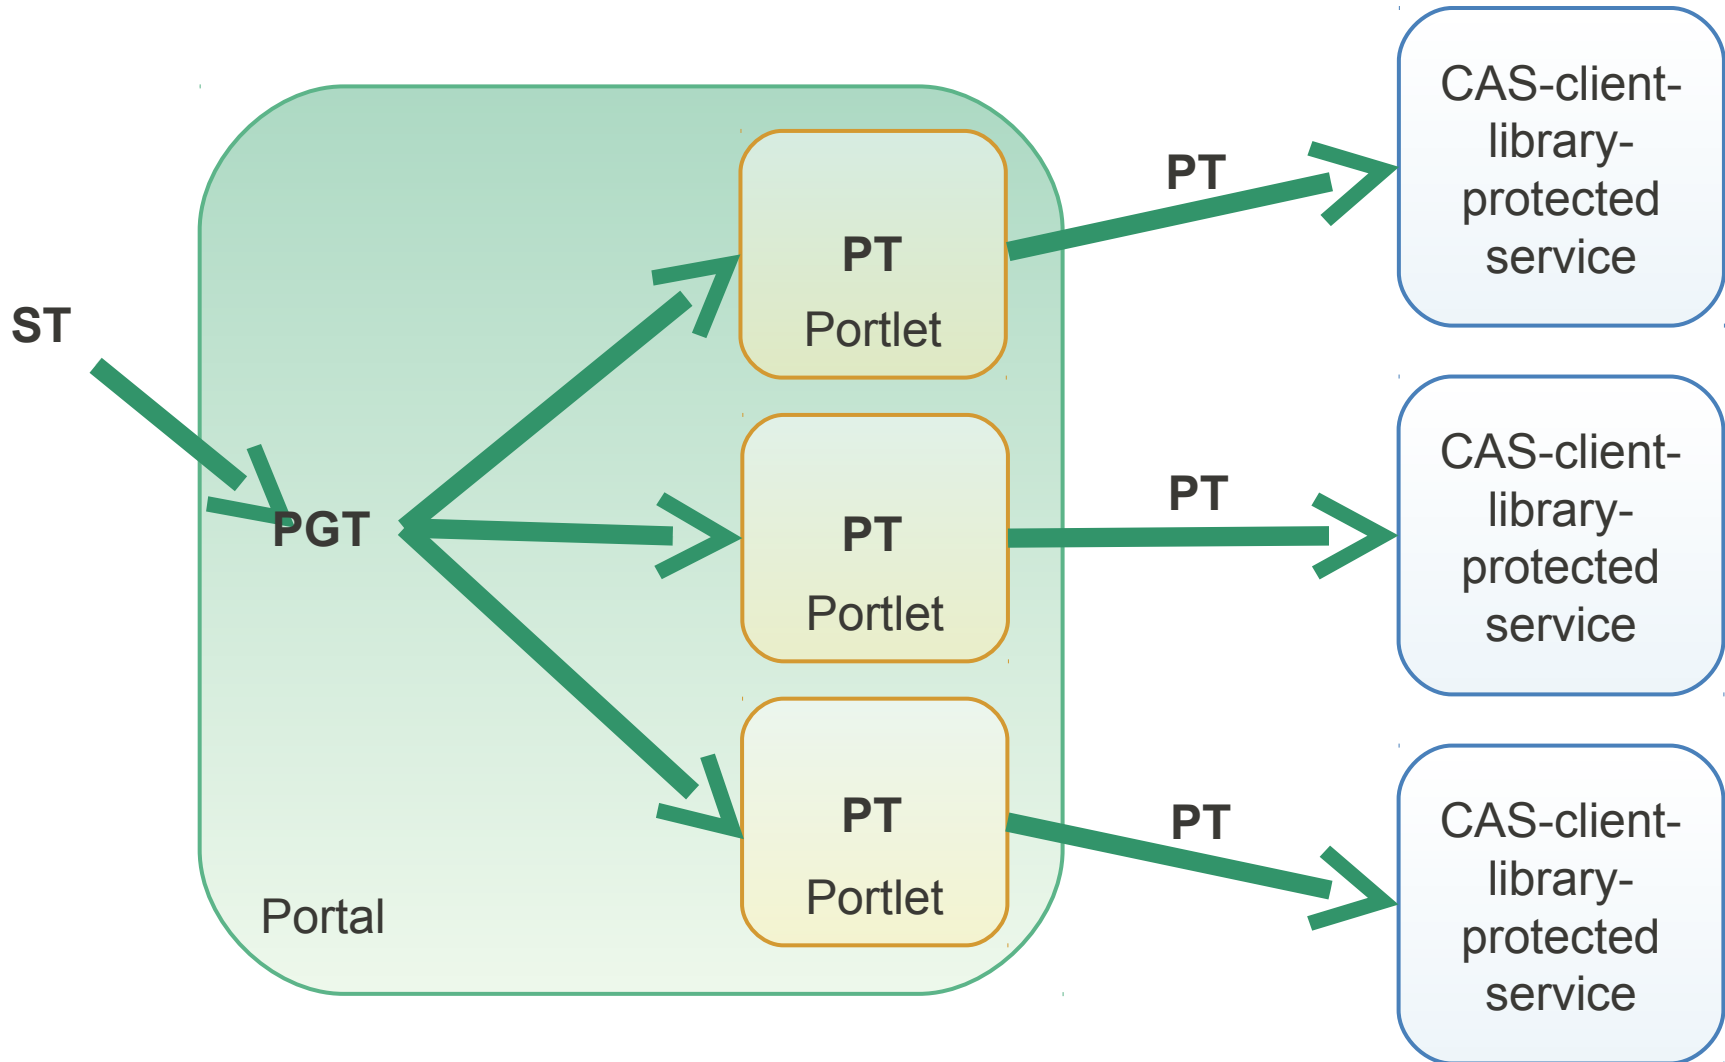 ST
PGT
Portal
PT
Portlet
PT
Portlet
PT
Portlet
PT
PT
PT
CAS-client-
library-
protected
service
CAS-client-
library-
protected
service
CAS-client-
library-
protected
service